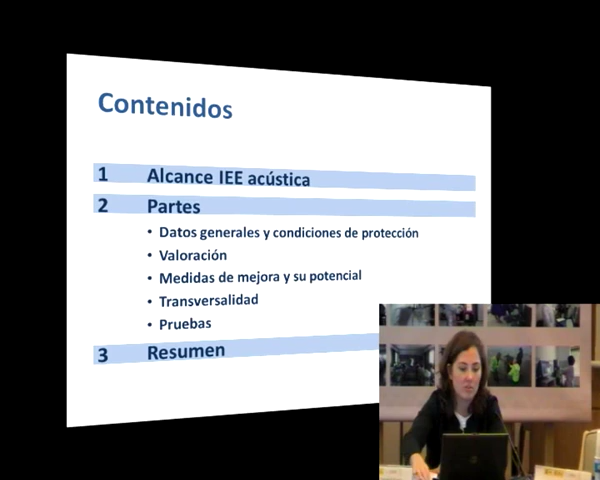 Contenidos
1 Alcance IEE acústica
2 Partes
• Datos generales y condiciones de protección
• Valoración
• Medidas de mejora y su potencial
• Transversalidad
• Pruebas
3 Resumen